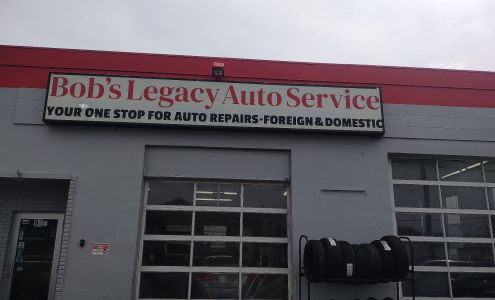 Bob's Legacy Auto Service
YOUR ONE STOP FOR AUTO REPAIRS-FOREIGN & DOMESTIC